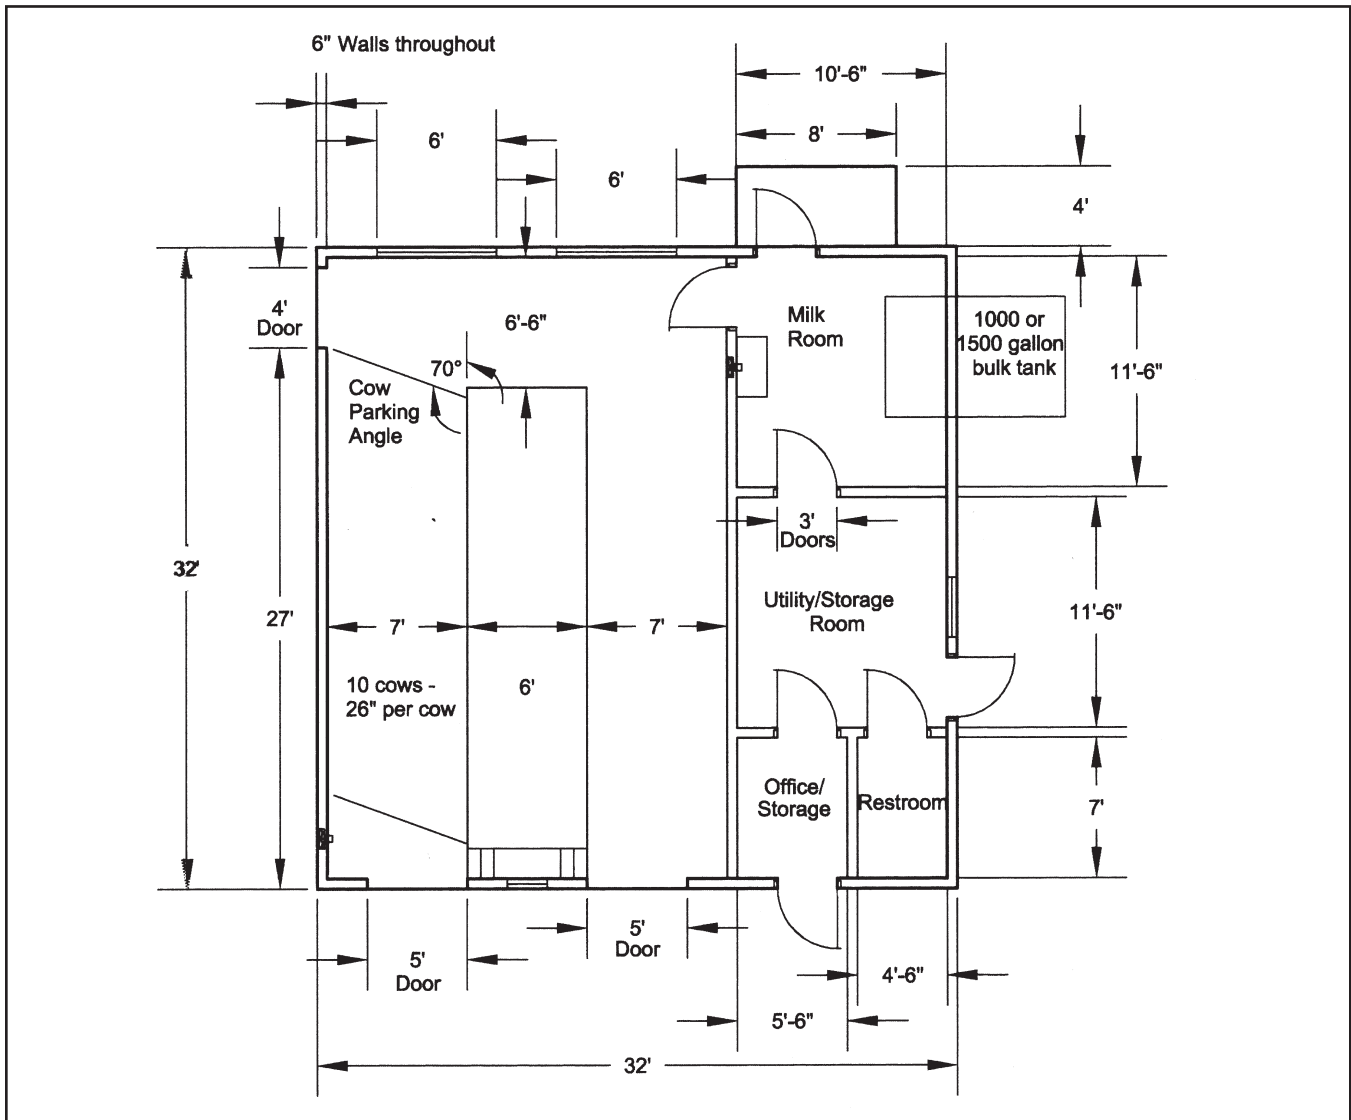 6" Walls throughout
10'-6"
6'
8'
6'
4'
4'
Door
6'-6"
Milk
Room
1000 or
1500 gallon
bulk tank
70°
11'-6"
Cow
Parking
Angle
3'
Doors
32'
27'
7'
7'
Utility/Storage
Room
11'-6"
10 cows -
26" per cow
6'
Office/
Storage
Restroom
7'
5'
Door
5'
Door
4'-6"
5'-6"
32'